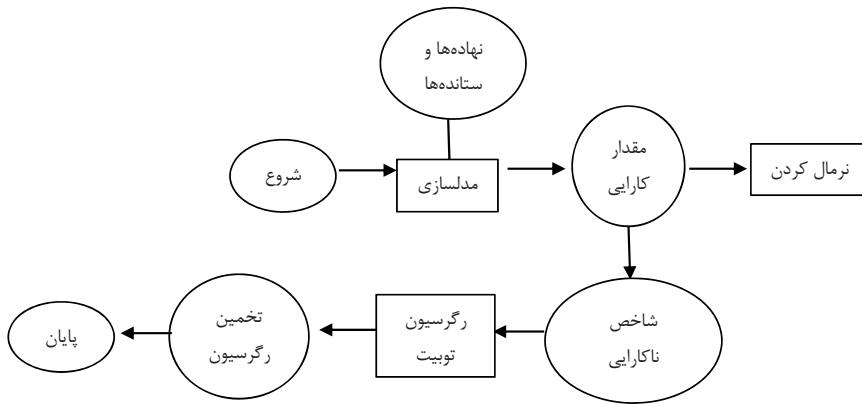 نهاده‌ها و
ستانده‌ها
شروع
مدلسازی
مقدار
کارایی
نرمال کردن
شاخص
ناکارایی
رگرسیون
توبیت
تخمین
رگرسیون
پایان